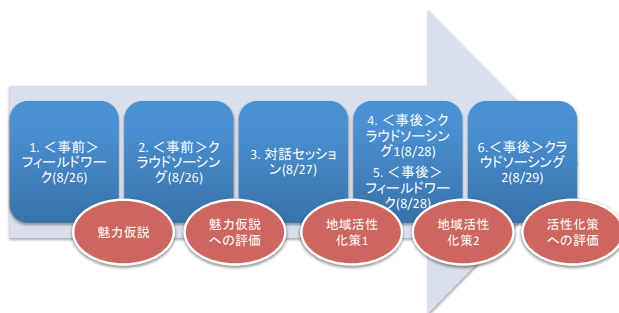 1. ＜事前＞
フィールドワー
ク(8/26)
2. ＜事前＞ク
ラウドソーシン
グ(8/26)
3. 対話セッショ
ン(8/27)
4. ＜事後＞ク
ラウドソーシン
グ1(8/28)
5. ＜事後＞
フィールドワー
ク(8/28)
6.＜事後＞クラ
ウドソーシング
2(8/29)
魅力仮説
魅力仮説
への評価
地域活性
化策1
地域活性
化策2
活性化策
への評価